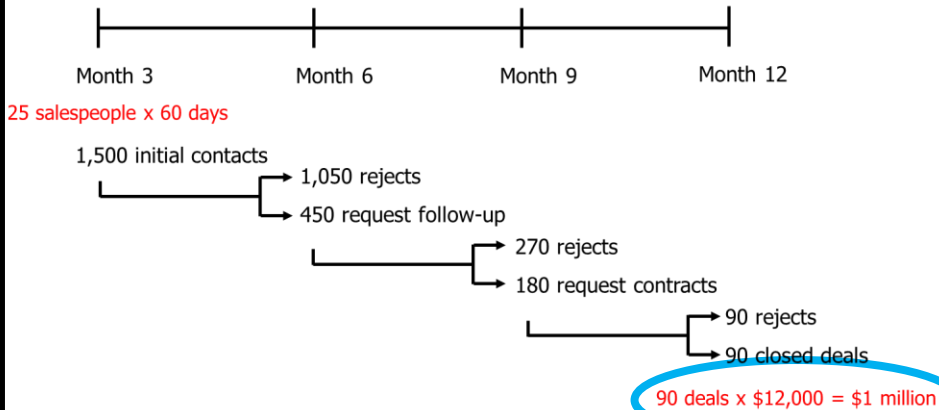 Month 3
Month 6
Month 9
Month 12
25 salespeople x 60 days
1,500 initial contacts
1,050 rejects
450 request follow-up
270 rejects
180 request contracts
90 rejects
90 closed deals
90 deals x $12,000 = $1 million